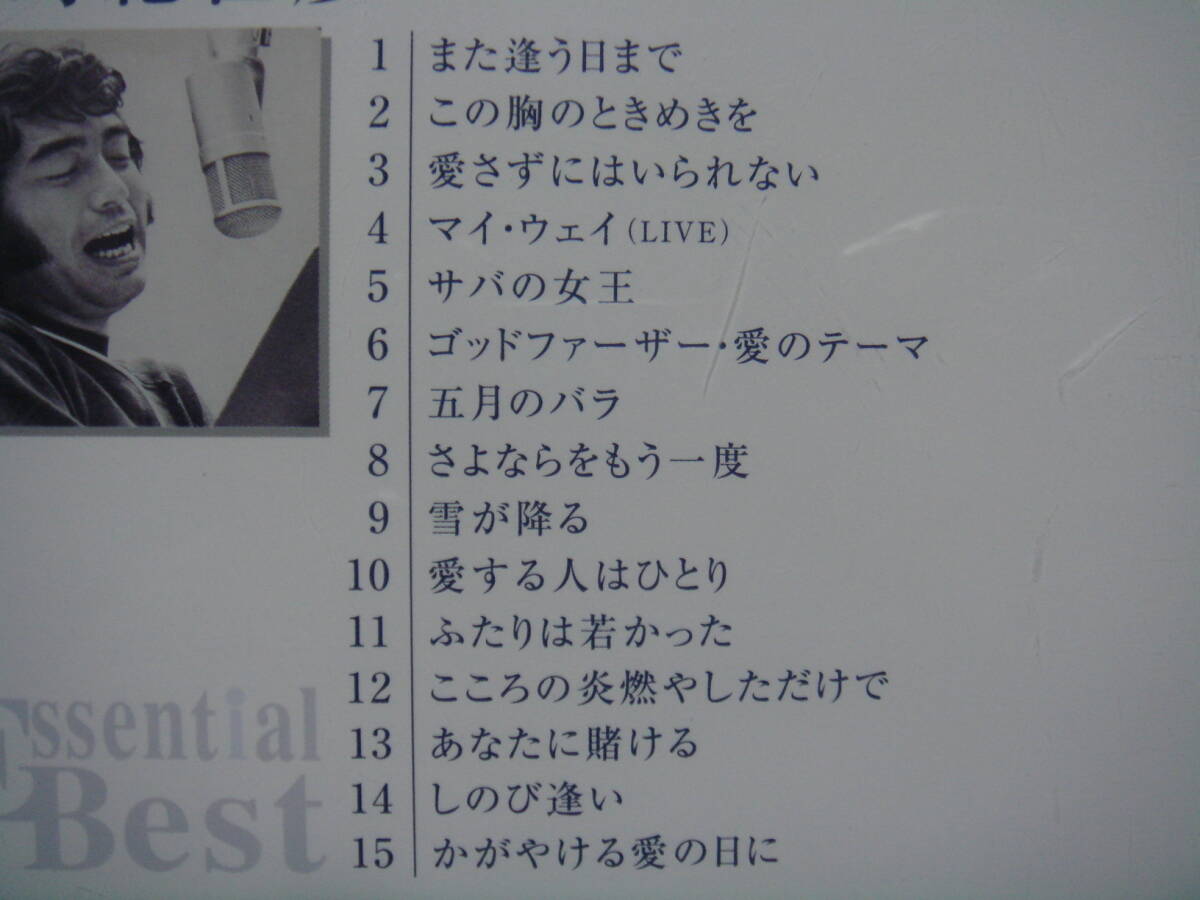 1 また逢う日まで
2 この胸のときめきを
3 愛さずにはいられない
4 マイ・ウェイ(LIVE)
5 サバの女王
6 ゴッドファーザー・愛のテーマ
7 五月のバラ
8 さよならをもう一度
9 雪が降る
10 愛する人はひとり
11 ふたりは若かった
12 こころの炎燃やしただけで
13 あなたに賭ける
14 しのび逢い
15 かがやける愛の日に
Essential
Best